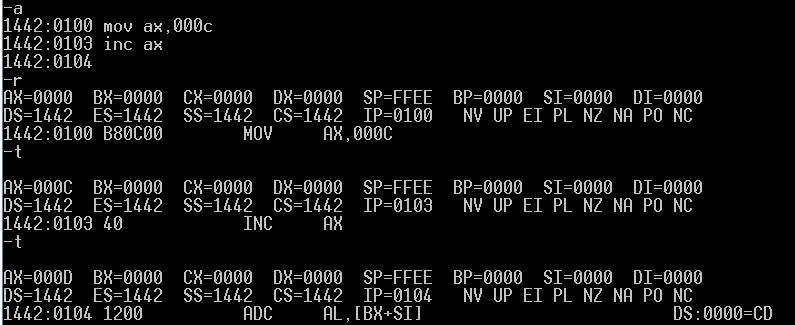 -a
1442:0100 mov ax,000c
1442:0103 inc ax
1442:0104
-r
AX=0000  BX=0000  CX=0000  DX=0000  SP=FFEE  BP=0000  SI=0000  DI=0000
DS=1442  ES=1442  SS=1442  CS=1442  IP=0100   NV UP EI PL NZ NA PO NC
1442:0100 B80C00        MOV     AX,000C
-t
AX=000C  BX=0000  CX=0000  DX=0000  SP=FFEE  BP=0000  SI=0000  DI=0000
DS=1442  ES=1442  SS=1442  CS=1442  IP=0103   NV UP EI PL NZ NA PO NC
1442:0103 40            INC     AX
-t
AX=000D  BX=0000  CX=0000  DX=0000  SP=FFEE  BP=0000  SI=0000  DI=0000
DS=1442  ES=1442  SS=1442  CS=1442  IP=0104   NV UP EI PL NZ NA PO NC
1442:0104 1200          ADC     AL,[BX+SI]                         DS:0000=CD